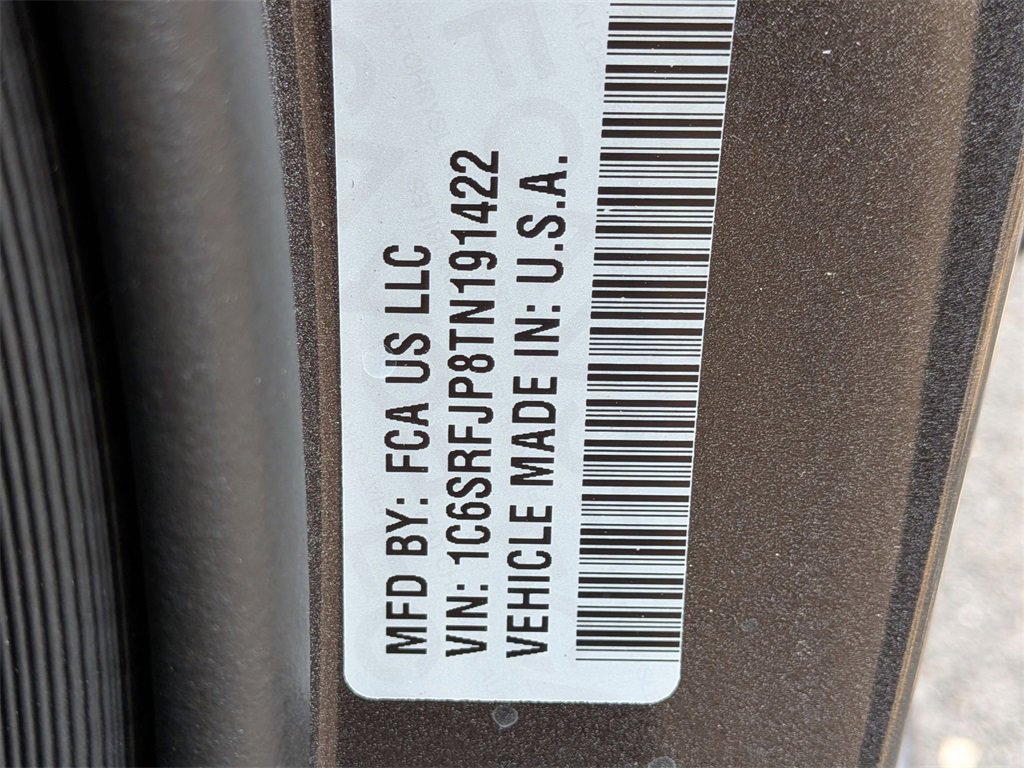 MFD BY: FCA US LLC
VIN: 1C6SRFJP8TN191422
VEHICLE MADE IN: U.S.A.